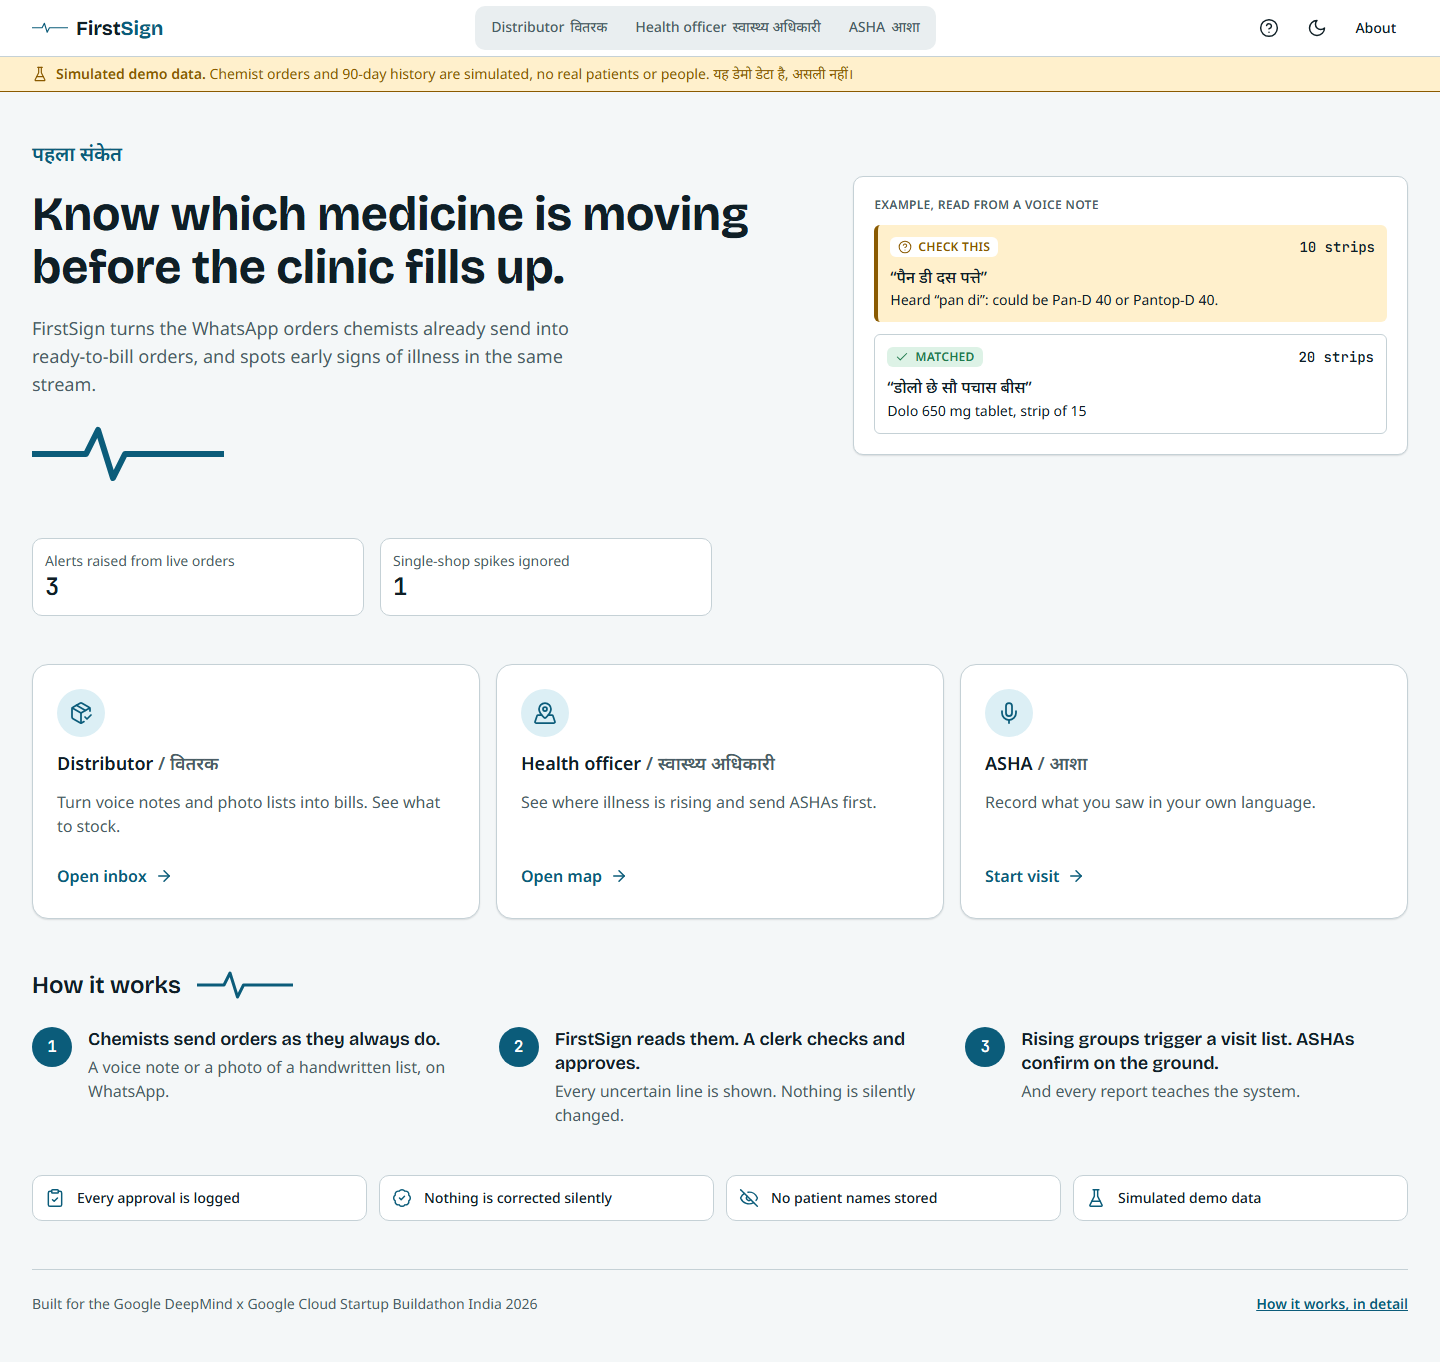 FirstSign
Distributor वितरक
Health officer स्वास्थ्य अधिकारी
ASHA आशा
About
Simulated demo data. Chemist orders and 90-day history are simulated, no real patients or people. यह डेमो डेटा है, असली नहीं।
पहला संकेत
Know which medicine is moving
before the clinic fills up.
FirstSign turns the WhatsApp orders chemists already send into
ready-to-bill orders, and spots early signs of illness in the same
stream.
EXAMPLE, READ FROM A VOICE NOTE
CHECK THIS
10 strips
“पैन डी दस पत्ते”
Heard “pan di”: could be Pan-D 40 or Pantop-D 40.
MATCHED
20 strips
“डोलो छे सौ पचास बीस”
Dolo 650 mg tablet, strip of 15
Alerts raised from live orders
3
Single-shop spikes ignored
1
Distributor / वितरक
Turn voice notes and photo lists into bills. See what
to stock.
Open inbox
Health officer / स्वास्थ्य अधिकारी
See where illness is rising and send ASHAs first.
Open map
ASHA / आशा
Record what you saw in your own language.
Start visit
How it works
1
Chemists send orders as they always do.
A voice note or a photo of a handwritten list, on
WhatsApp.
2
FirstSign reads them. A clerk checks and
approves.
Every uncertain line is shown. Nothing is silently
changed.
3
Rising groups trigger a visit list. ASHAs
confirm on the ground.
And every report teaches the system.
Every approval is logged
Nothing is corrected silently
No patient names stored
Simulated demo data
Built for the Google DeepMind x Google Cloud Startup Buildathon India 2026
How it works, in detail